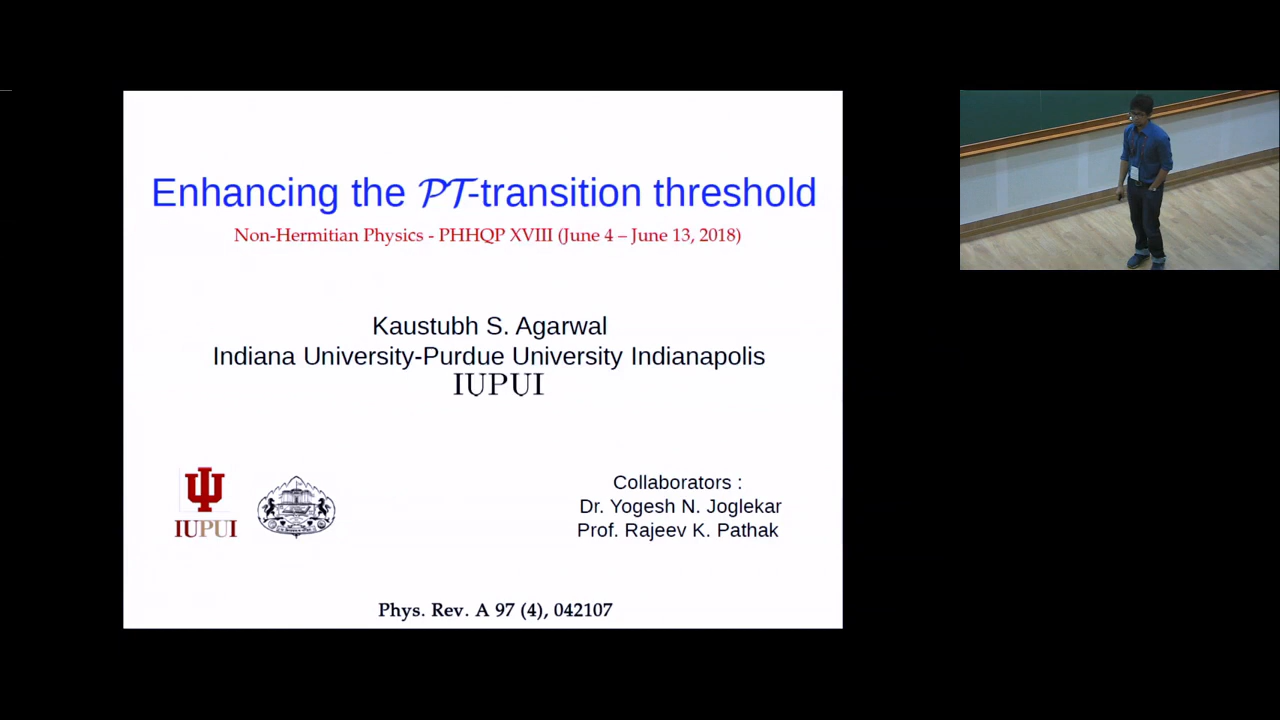 Enhancing the 𝒫𝒯-transition threshold
Non-Hermitian Physics - PHHQP XVIII (June 4 – June 13, 2018)
Kaustubh S. Agarwal
Indiana University-Purdue University Indianapolis
IUPUI
IUPUI
Collaborators :
Dr. Yogesh N. Joglekar
Prof. Rajeev K. Pathak
Phys. Rev. A 97 (4), 042107